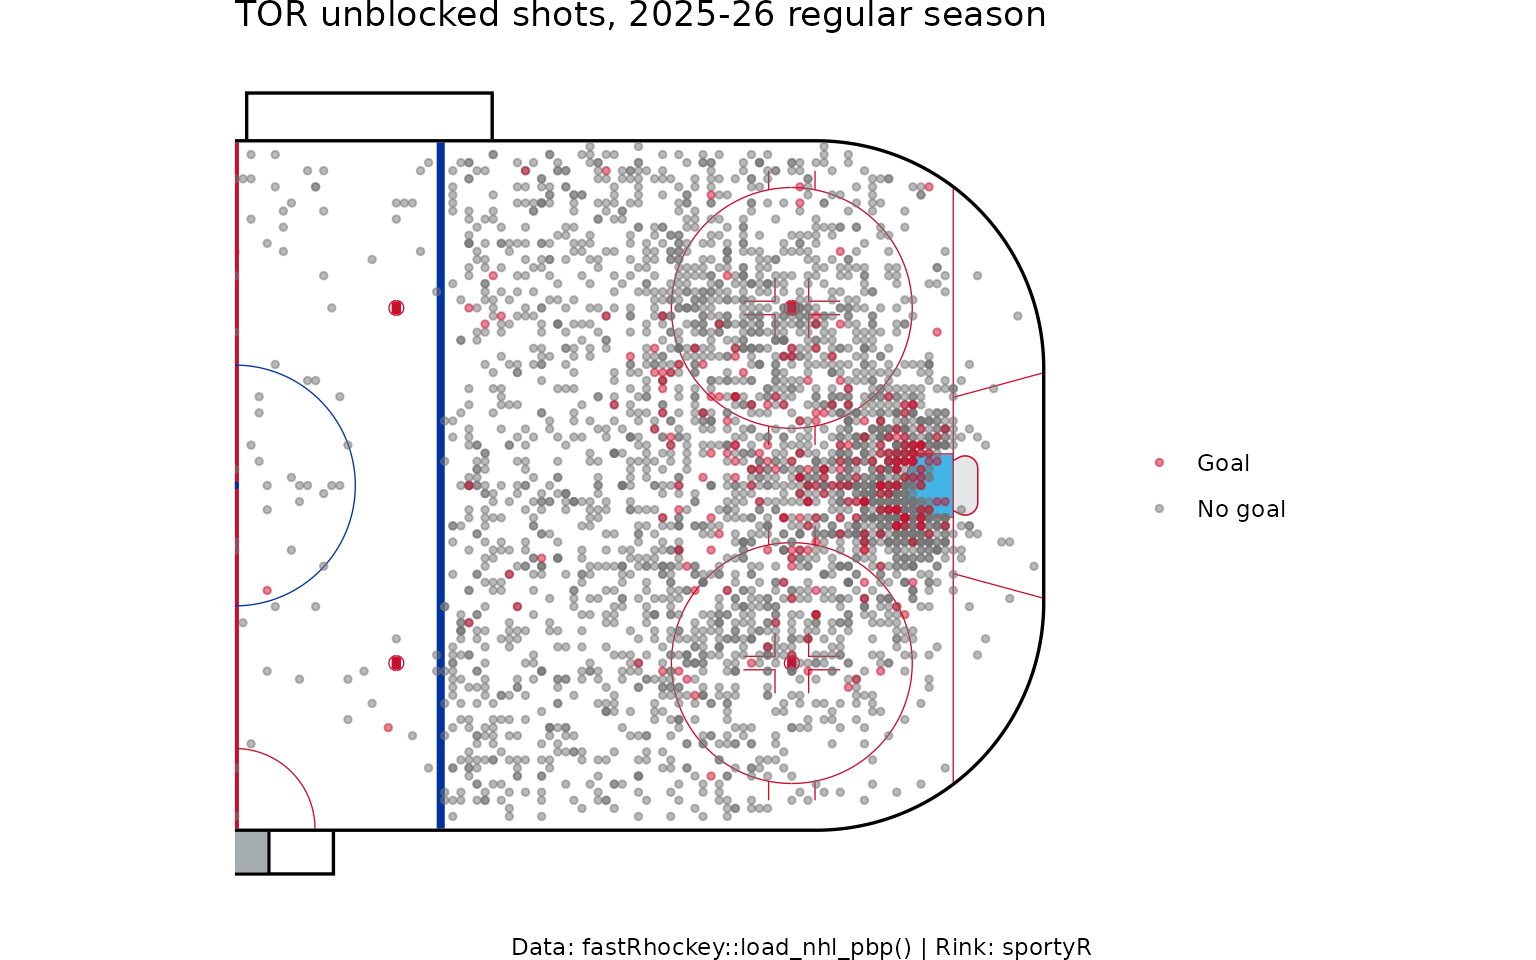 TOR unblocked shots, 2025-26 regular season
Goal
No goal
Data: fastRhockey::load_nhl_pbp() | Rink: sportyR